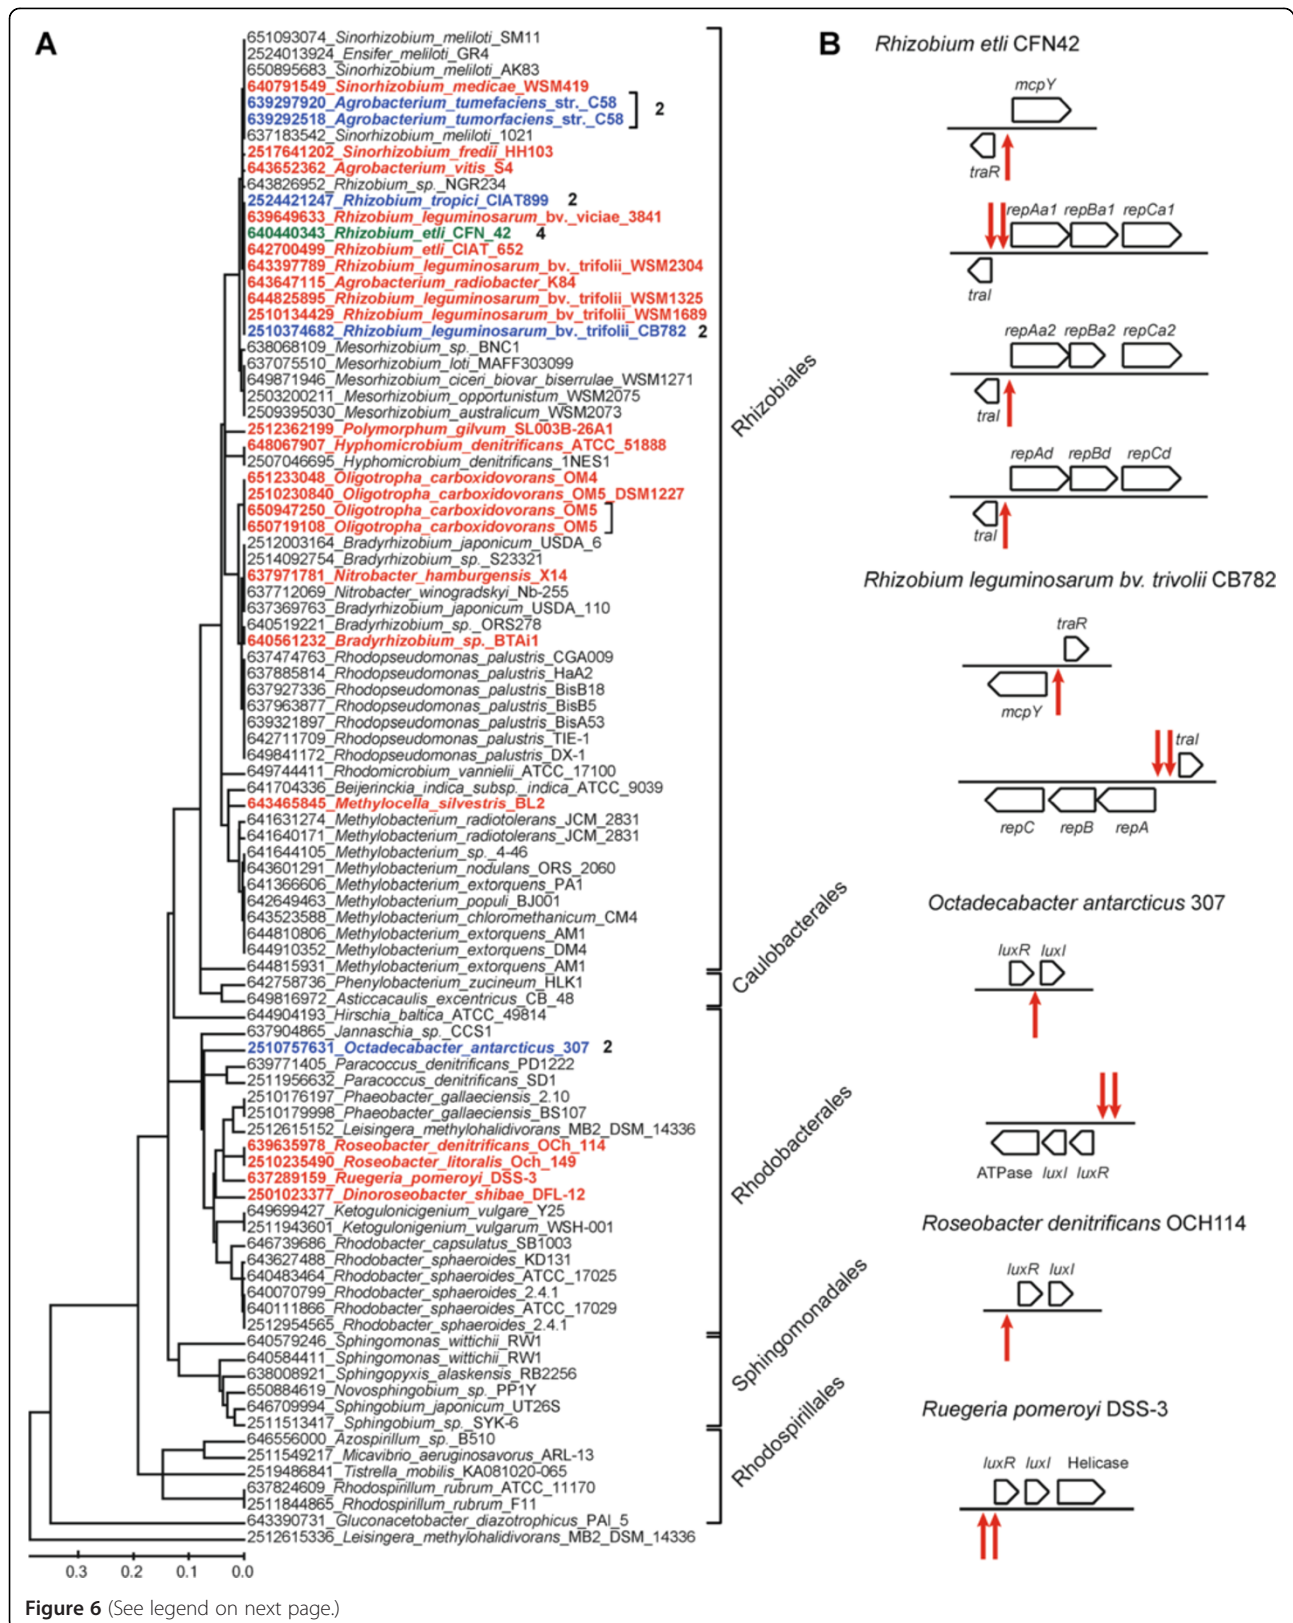 A
651093074_Sinorhizobium_meliloti_SM11
2524013924_Ensifer_meliloti_GR4
650895683_Sinorhizobium_meliloti_AK83
640791549_Sinorhizobium_medicae_WSM419
639297920_Agrobacterium_tumefaciens_str._C58
2
639292518_Agrobacterium_tumorfaciens_str._C58
637183542_Sinorhizobium_meliloti_1021
2517641202_Sinorhizobium_fredii_HH103
643652362_Agrobacterium_vitis_S4
643826952_Rhizobium_sp._NGR234
2524421247_Rhizobium_tropici_CIAT899 2
639649633_Rhizobium_leguminosarum_bv._viciae_3841
640440343_Rhizobium_etli_CFN_42 4
642700499_Rhizobium_etli_CIAT_652
643397789_Rhizobium_leguminosarum_bv._trifolii_WSM2304
643647115_Agrobacterium_radiobacter_K84
644825895_Rhizobium_leguminosarum_bv._trifolii_WSM1325
2510134429_Rhizobium_leguminosarum_bv_trifolii_WSM1689
2510374682_Rhizobium_leguminosarum_bv._trifolii_CB782 2
638068109_Mesorhizobium_sp._BNC1
637075510_Mesorhizobium_loti_MAFF303099
649871946_Mesorhizobium_ciceri_biovar_biserrulae_WSM1271
2503200211_Mesorhizobium_opportunistum_WSM2075
2509395030_Mesorhizobium_australicum_WSM2073
2512362199_Polymorphum_gilvum_SL003B-26A1
648067907_Hyphomicrobium_denitrificans_ATCC_51888
2507046695_Hyphomicrobium_denitrificans_1NES1
651233048_Oligotropha_carboxidovorans_OM4
2510230840_Oligotropha_carboxidovorans_OM5_DSM1227
650947250_Oligotropha_carboxidovorans_OM5
650719108_Oligotropha_carboxidovorans_OM5
2512003164_Bradyrhizobium_japonicum_USDA_6
2514092754_Bradyrhizobium_sp._S23321
637971781_Nitrobacter_hamburgensis_X14
637712069_Nitrobacter_winogradskyi_Nb-255
637369763_Bradyrhizobium_japonicum_USDA_110
640519221_Bradyrhizobium_sp._ORS278
640561232_Bradyrhizobium_sp._BTAi1
637474763_Rhodopseudomonas_palustris_CGA009
637885814_Rhodopseudomonas_palustris_HaA2
637927336_Rhodopseudomonas_palustris_BisB18
637963877_Rhodopseudomonas_palustris_BisB5
639321897_Rhodopseudomonas_palustris_BisA53
642711709_Rhodopseudomonas_palustris_TIE-1
649841172_Rhodopseudomonas_palustris_DX-1
649744411_Rhodomicrobium_vannielii_ATCC_17100
641704336_Beijerinckia_indica_subsp._indica_ATCC_9039
643465845_Methylocella_silvestris_BL2
641631274_Methylobacterium_radiotolerans_JCM_2831
641640171_Methylobacterium_radiotolerans_JCM_2831
641644105_Methylobacterium_sp._4-46
643601291_Methylobacterium_nodulans_ORS_2060
641366606_Methylobacterium_extorquens_PA1
642649463_Methylobacterium_populi_BJ001
643523588_Methylobacterium_chloromethanicum_CM4
644810806_Methylobacterium_extorquens_AM1
644910352_Methylobacterium_extorquens_DM4
644815931_Methylobacterium_extorquens_AM1
642758736_Phenylobacterium_zucineum_HLK1
649816972_Asticcacaulis_excentricus_CB_48
644904193_Hirschia_baltica_ATCC_49814
637904865_Jannaschia_sp._CCS1
2510757631_Octadecabacter_antarcticus_307 2
639771405_Paracoccus_denitrificans_PD1222
2511956632_Paracoccus_denitrificans_SD1
2510176197_Phaeobacter_gallaeciensis_2.10
2510179998_Phaeobacter_gallaeciensis_BS107
2512615152_Leisingera_methylohalidivorans_MB2_DSM_14336
639635978_Roseobacter_denitrificans_OCh_114
2510235490_Roseobacter_litoralis_Och_149
637289159_Ruegeria_pomeroyi_DSS-3
2501023377_Dinoroseobacter_shibae_DFL-12
649699427_Ketogulonicigenium_vulgare_Y25
2511943601_Ketogulonigenium_vulgarum_WSH-001
646739686_Rhodobacter_capsulatus_SB1003
643627488_Rhodobacter_sphaeroides_KD131
640483464_Rhodobacter_sphaeroides_ATCC_17025
640070799_Rhodobacter_sphaeroides_2.4.1
640111866_Rhodobacter_sphaeroides_ATCC_17029
2512954565_Rhodobacter_sphaeroides_2.4.1
640579246_Sphingomonas_wittichii_RW1
640584411_Sphingomonas_wittichii_RW1
638008921_Sphingopyxis_alaskensis_RB2256
650884619_Novosphingobium_sp._PP1Y
646709994_Sphingobium_japonicum_UT26S
2511513417_Sphingobium_sp._SYK-6
646556000_Azospirillum_sp._B510
2511549217_Micavibrio_aeruginosavorus_ARL-13
2519486841_Tistrella_mobilis_KA081020-065
637824609_Rhodospirillum_rubrum_ATCC_11170
2511844865_Rhodospirillum_rubrum_F11
643390731_Gluconacetobacter_diazotrophicus_PAl_5
2512615336_Leisingera_methylohalidivorans_MB2_DSM_14336
0.3 0.2 0.1 0.0
Rhizobiales
Caulobacterales
Rhodobacterales
Sphingomonadales
Rhodospirillales
B
Rhizobium etli CFN42
mcpY
traR
repAa1 repBa1 repCa1
traI
repAa2 repBa2 repCa2
traI
repAd repBd repCd
traI
Rhizobium leguminosarum bv. trivolii CB782
traR
mcpY
traI
repC repB repA
Octadecabacter antarcticus 307
luxR luxI
ATPase luxI luxR
Roseobacter denitrificans OCH114
luxR luxI
Ruegeria pomeroyi DSS-3
luxR luxI Helicase
Figure 6 (See legend on next page.)